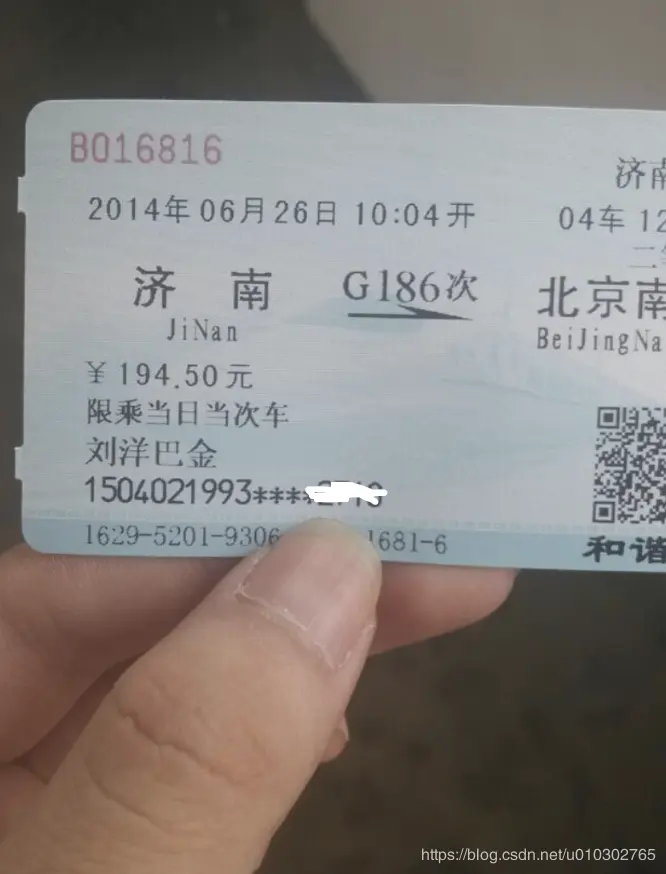 B016816
济南
2014年06月26日10:04开
04车 12
济南 G186次 北京南
JiNan BeiJingNa
￥194.50元
限乘当日当次车
刘洋巴金
1504021993****
1629-5201-9306 1681-6
和谐
https://blog.csdn.net/u010302765